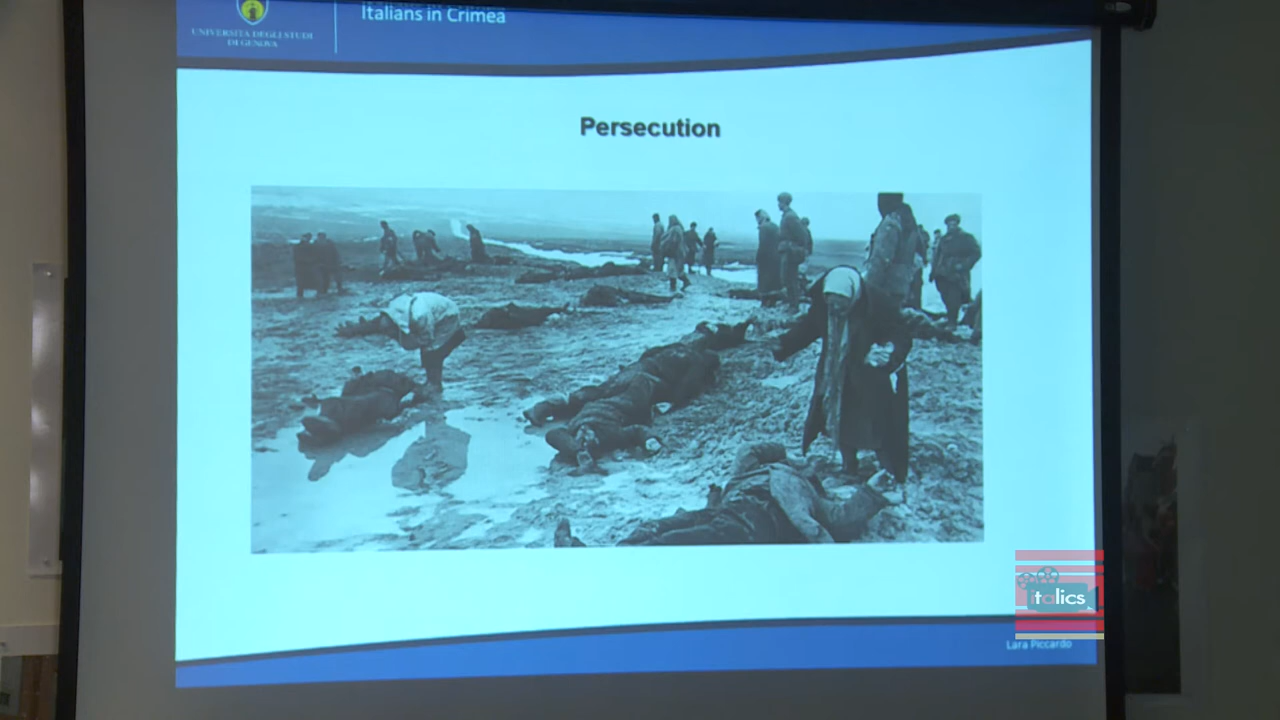 Italians in Crimea
UNIVERSITÀ DEGLI STUDI
DI GENOVA
Persecution
italics
Lara Piccardo